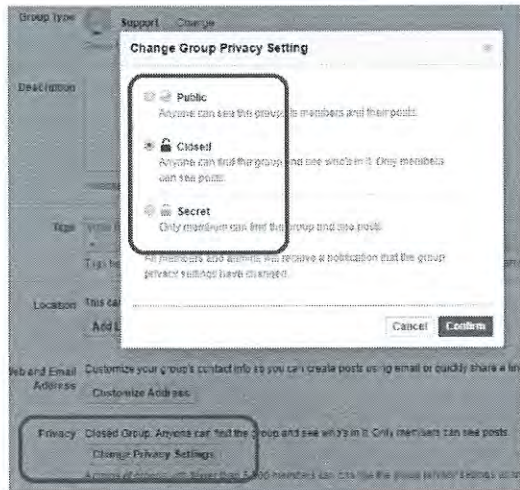 Group Type
Support Change
Change Group Privacy Setting
Description
Public
Anyone can see the group, its members and their posts.
Closed
Anyone can find the group and see who's in it. Only members
can see posts.
Secret
Only members can find the group and see posts.
All members and admins will receive a notification that the group
privacy settings have changed.
Tags
Location This
Add
Cancel Confirm
and Email
Address
Customize your group's contact info so you can create posts using email or quickly share a
Customize Address
Privacy Closed Group. Anyone can find the group and see who's in it. Only members can see posts.
Change Privacy Settings